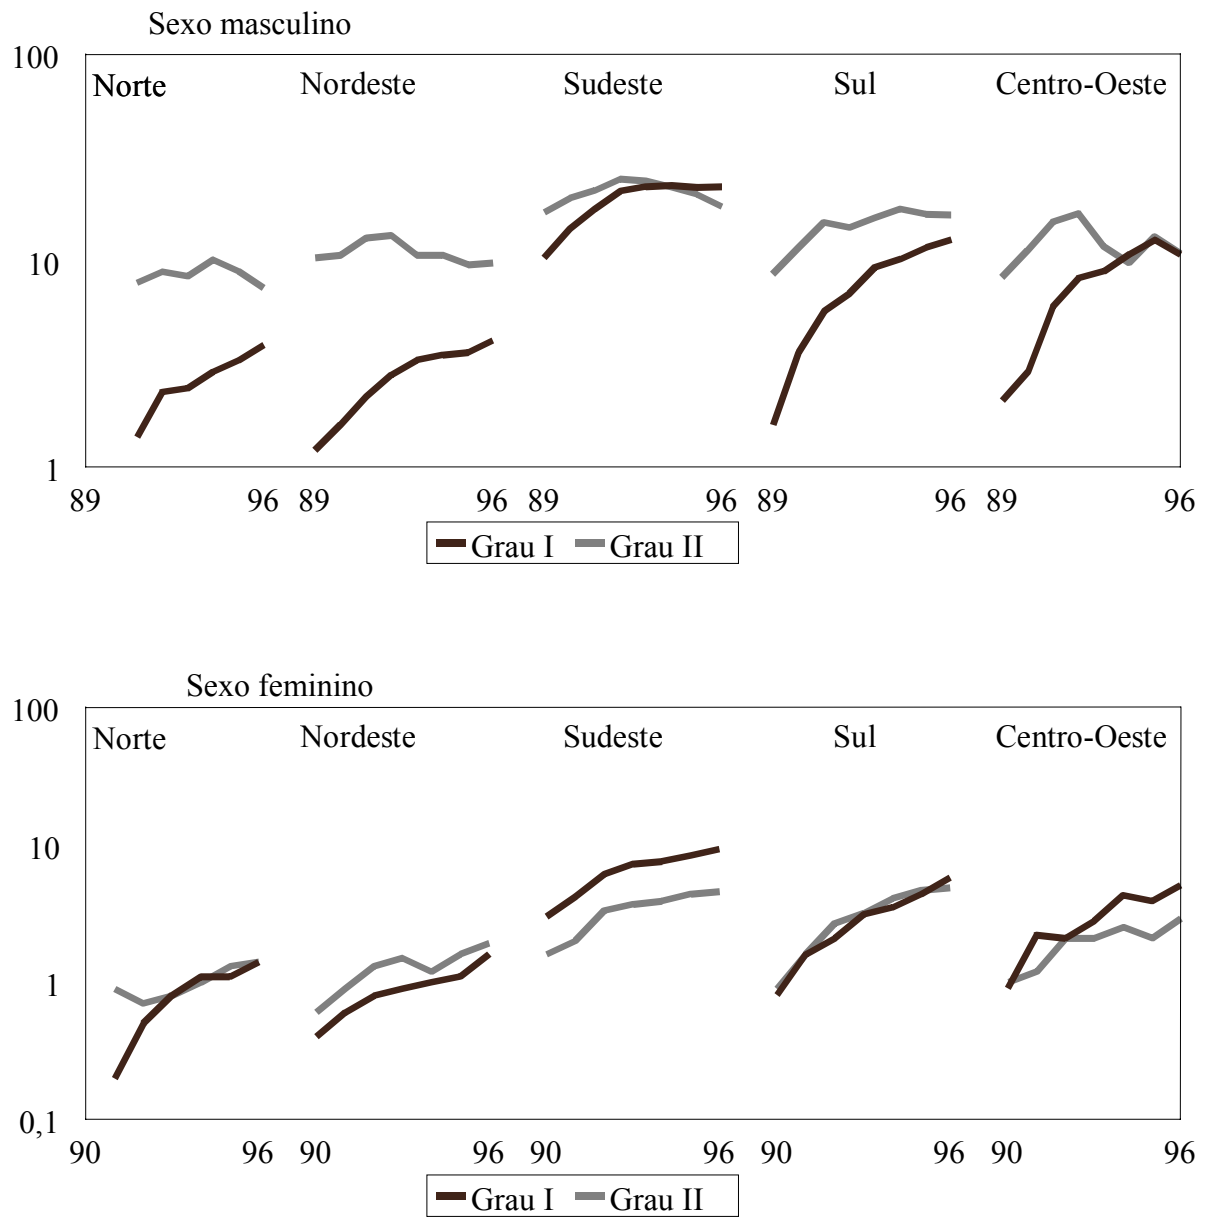 Sexo masculino
100
Norte Nordeste Sudeste Sul Centro-Oeste
10
1
89 96 89 96 89 96 89 96 89 96
Grau I Grau II
Sexo feminino
100
Norte Nordeste Sudeste Sul Centro-Oeste
10
1
0,1
90 96 90 96 90 96 90 96 90 96
Grau I Grau II